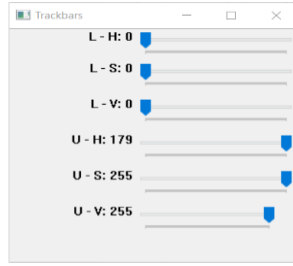 Trackbars
L - H: 0
L - S: 0
L - V: 0
U - H: 179
U - S: 255
U - V: 255